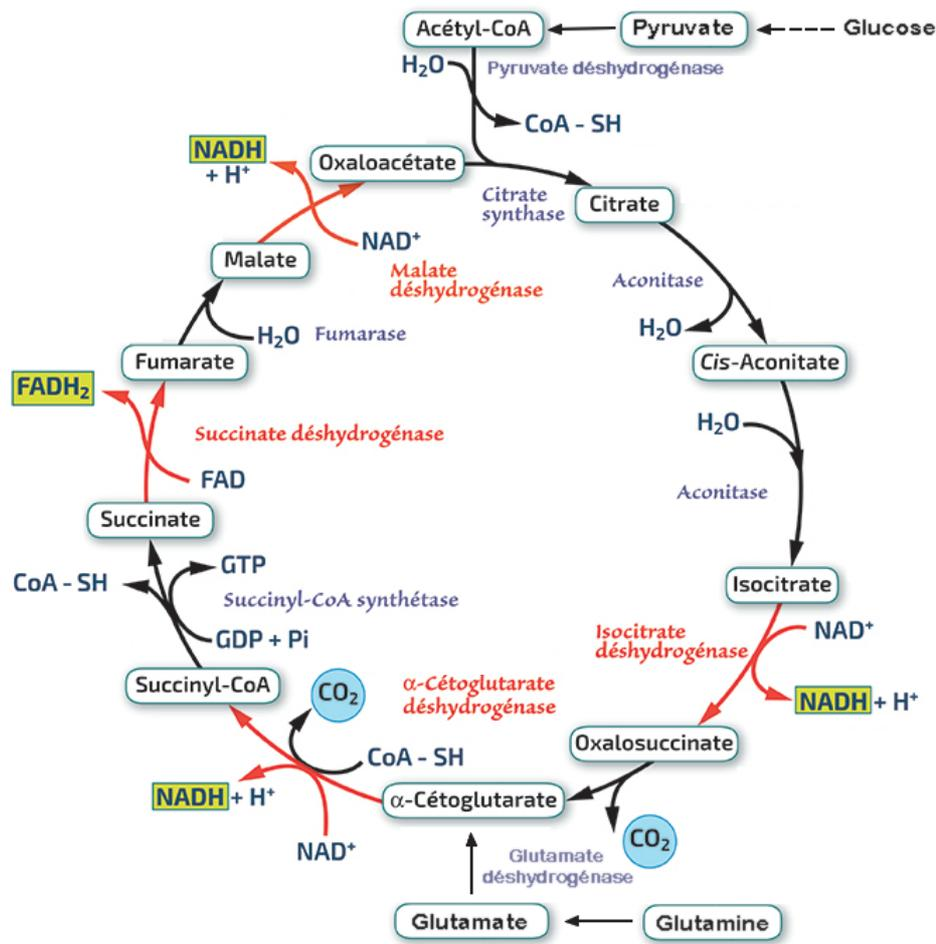 Acétyl-CoA
Pyruvate
Glucose
H₂O
Pyruvate déshydrogénase
CoA - SH
NADH
+ H⁺
Oxaloacétate
Citrate
synthase
Citrate
NAD⁺
Malate
Malate
déshydrogénase
Aconitase
H₂O
H₂O
Fumarase
Fumarate
Cis-Aconitate
FADH₂
H₂O
Succinate déshydrogénase
FAD
Aconitase
Succinate
GTP
CoA - SH
Succinyl-CoA synthétase
Isocitrate
GDP + Pi
Isocitrate
déshydrogénase
NAD⁺
Succinyl-CoA
CO₂
α-Cétoglutarate
déshydrogénase
NADH + H⁺
Oxalosuccinate
CoA - SH
NADH + H⁺
α-Cétoglutarate
NAD⁺
CO₂
Glutamate
déshydrogénase
Glutamate
Glutamine